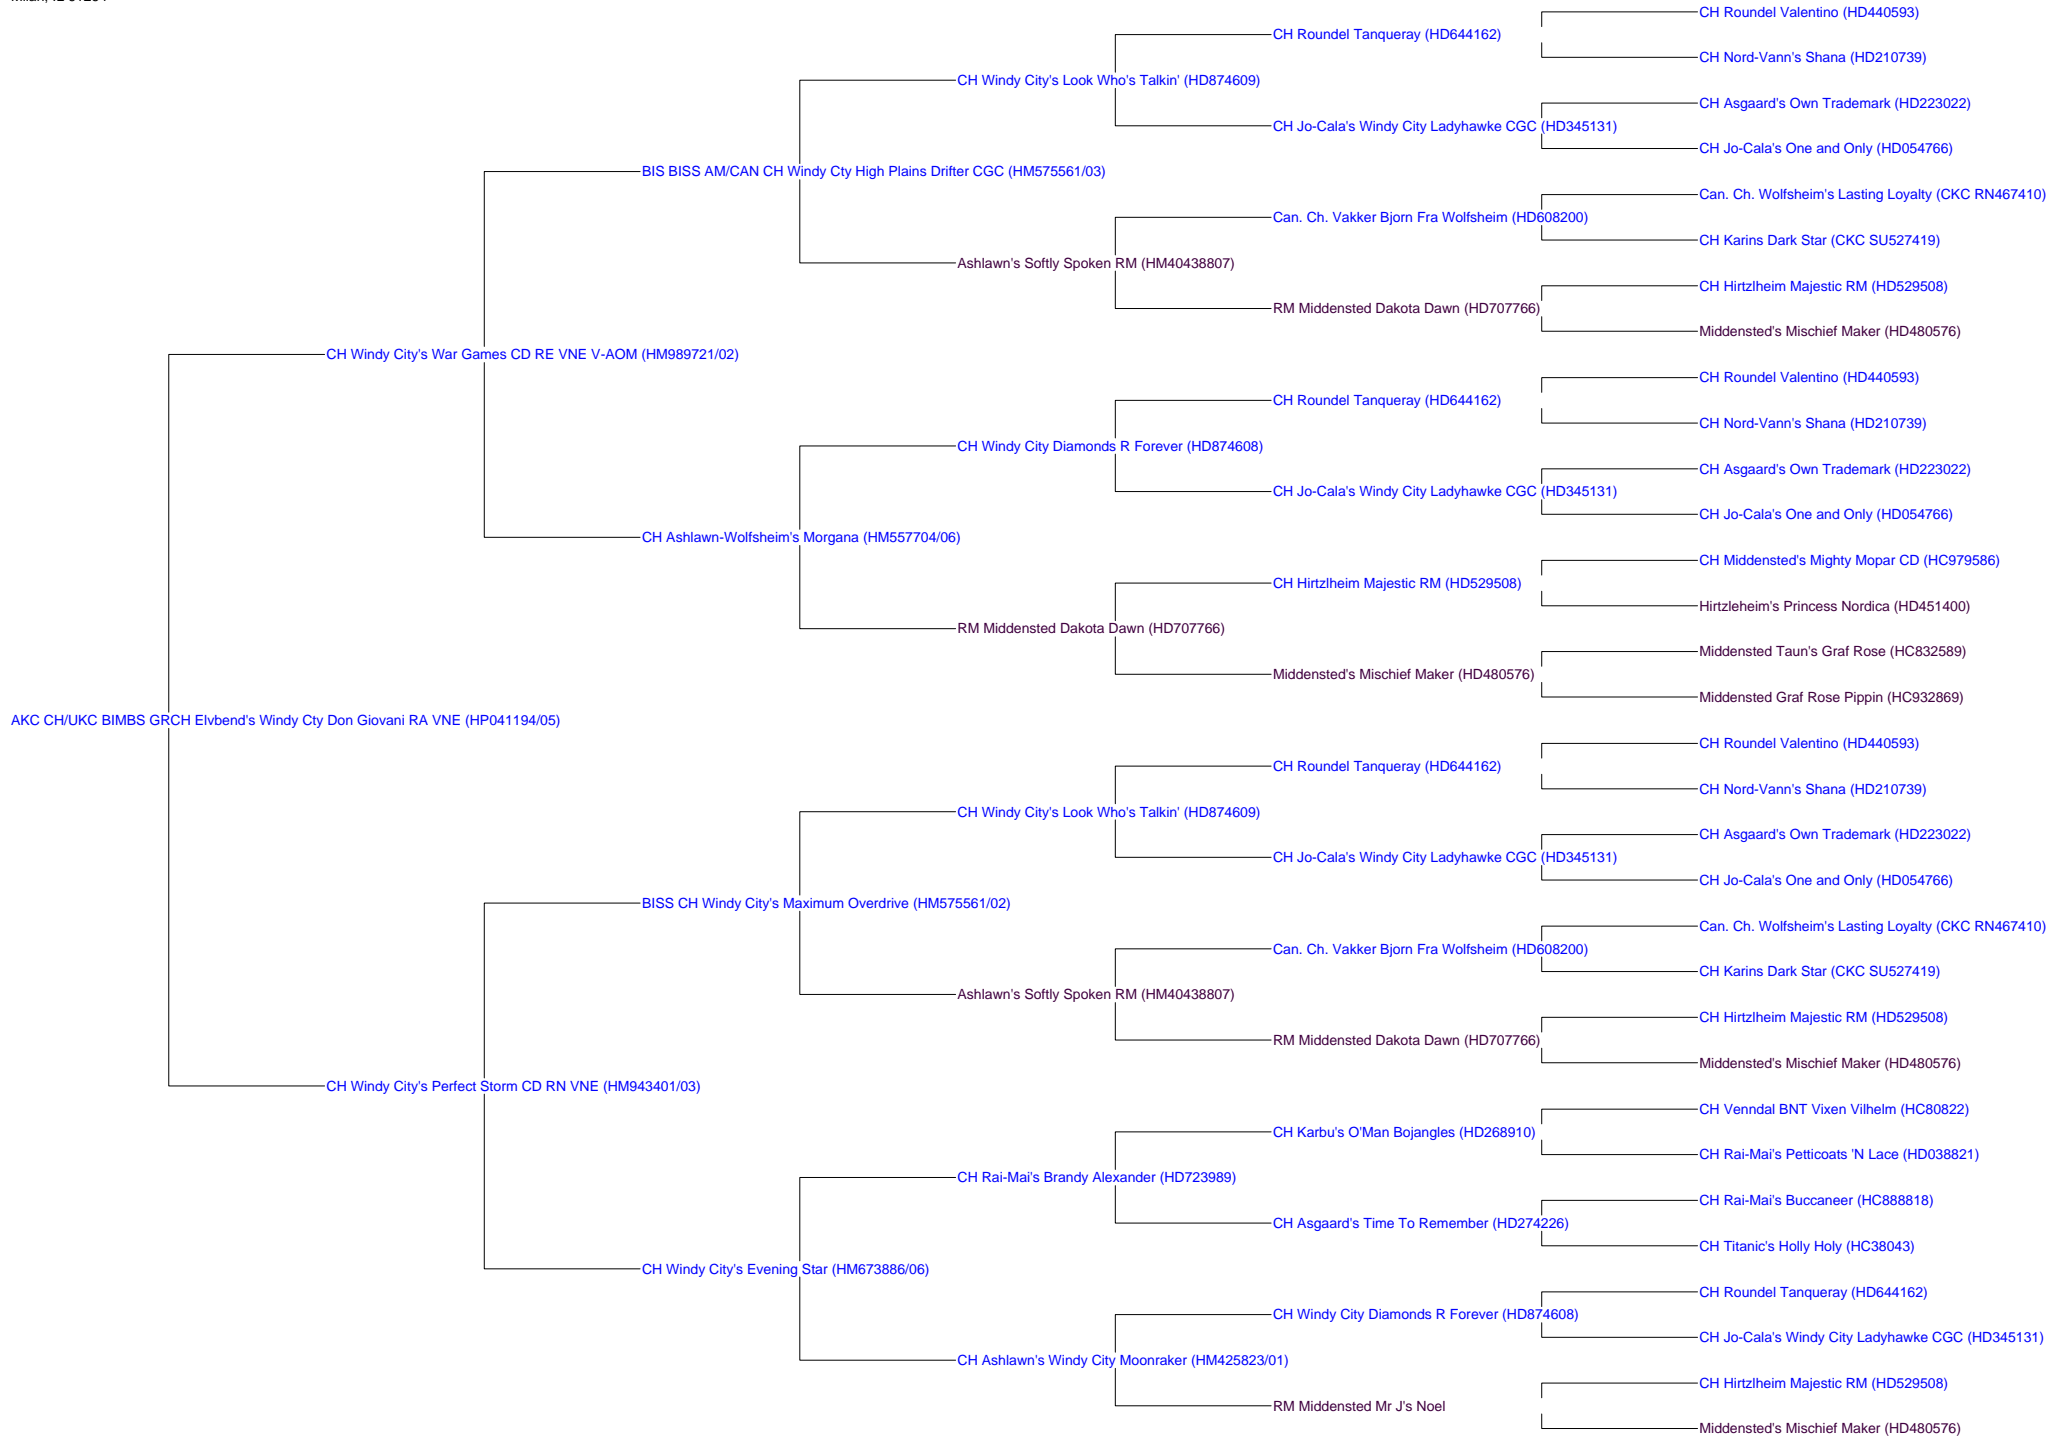 CH Roundel Valentino (HD440593)
CH Roundel Tanqueray (HD644162)
CH Nord-Vann's Shana (HD210739)
CH Windy City's Look Who's Talkin' (HD874609)
CH Asgaard's Own Trademark (HD223022)
CH Jo-Cala's Windy City Ladyhawke CGC (HD345131)
CH Jo-Cala's One and Only (HD054766)
BIS BISS AM/CAN CH Windy Cty High Plains Drifter CGC (HM575561/03)
Can. Ch. Wolfsheim's Lasting Loyalty (CKC RN467410)
Can. Ch. Vakker Bjorn Fra Wolfsheim (HD608200)
CH Karins Dark Star (CKC SU527419)
Ashlawn's Softly Spoken RM (HM40438807)
CH Hirtzlheim Majestic RM (HD529508)
RM Middensted Dakota Dawn (HD707766)
Middensted's Mischief Maker (HD480576)
CH Windy City's War Games CD RE VNE V-AOM (HM989721/02)
CH Roundel Valentino (HD440593)
CH Roundel Tanqueray (HD644162)
CH Nord-Vann's Shana (HD210739)
CH Windy City Diamonds R Forever (HD874608)
CH Asgaard's Own Trademark (HD223022)
CH Jo-Cala's Windy City Ladyhawke CGC (HD345131)
CH Jo-Cala's One and Only (HD054766)
CH Ashlawn-Wolfsheim's Morgana (HM557704/06)
CH Middensted's Mighty Mopar CD (HC979586)
CH Hirtzlheim Majestic RM (HD529508)
Hirtzleheim's Princess Nordica (HD451400)
RM Middensted Dakota Dawn (HD707766)
Middensted Taun's Graf Rose (HC832589)
Middensted's Mischief Maker (HD480576)
Middensted Graf Rose Pippin (HC932869)
AKC CH/UKC BIMBS GRCH Elvbend's Windy Cty Don Giovani RA VNE (HP041194/05)
CH Roundel Valentino (HD440593)
CH Roundel Tanqueray (HD644162)
CH Nord-Vann's Shana (HD210739)
CH Windy City's Look Who's Talkin' (HD874609)
CH Asgaard's Own Trademark (HD223022)
CH Jo-Cala's Windy City Ladyhawke CGC (HD345131)
CH Jo-Cala's One and Only (HD054766)
BISS CH Windy City's Maximum Overdrive (HM575561/02)
Can. Ch. Wolfsheim's Lasting Loyalty (CKC RN467410)
Can. Ch. Vakker Bjorn Fra Wolfsheim (HD608200)
CH Karins Dark Star (CKC SU527419)
Ashlawn's Softly Spoken RM (HM40438807)
CH Hirtzlheim Majestic RM (HD529508)
RM Middensted Dakota Dawn (HD707766)
Middensted's Mischief Maker (HD480576)
CH Windy City's Perfect Storm CD RN VNE (HM943401/03)
CH Venndal BNT Vixen Vilhelm (HC80822)
CH Karbu's O'Man Bojangles (HD268910)
CH Rai-Mai's Petticoats 'N Lace (HD038821)
CH Rai-Mai's Brandy Alexander (HD723989)
CH Rai-Mai's Buccaneer (HC888818)
CH Asgaard's Time To Remember (HD274226)
CH Titanic's Holly Holy (HC38043)
CH Windy City's Evening Star (HM673886/06)
CH Roundel Tanqueray (HD644162)
CH Windy City Diamonds R Forever (HD874608)
CH Jo-Cala's Windy City Ladyhawke CGC (HD345131)
CH Ashlawn's Windy City Moonraker (HM425823/01)
CH Hirtzlheim Majestic RM (HD529508)
RM Middensted Mr J's Noel
Middensted's Mischief Maker (HD480576)